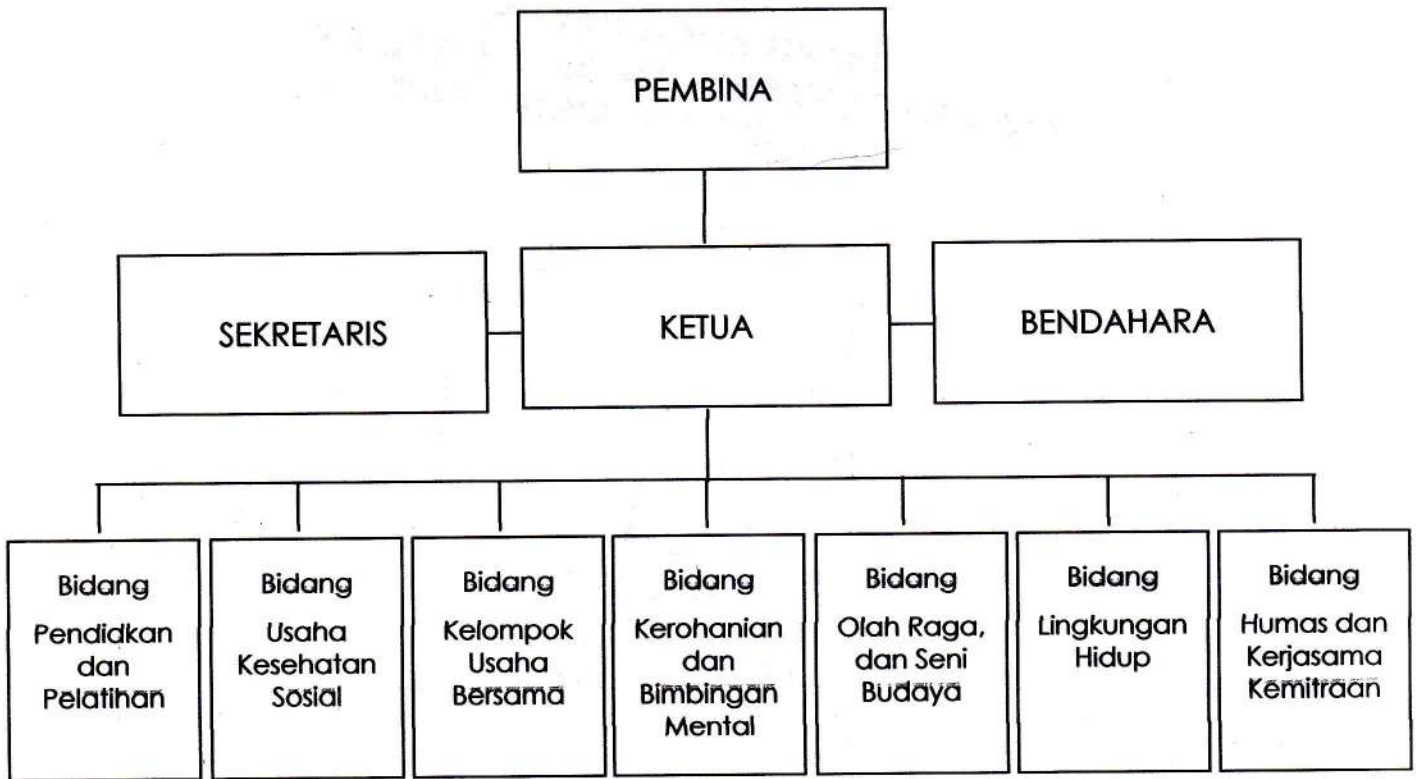 PEMBINA
SEKRETARIS
KETUA
BENDAHARA
Bidang
Pendidkan
dan
Pelatihan
Bidang
Usaha
Kesehatan
Sosial
Bidang
Kelompok
Usaha
Bersama
Bidang
Kerohanian
dan
Bimbingan
Mental
Bidang
Olah Raga,
dan Seni
Budaya
Bidang
Lingkungan
Hidup
Bidang
Humas dan
Kerjasama
Kemitraan